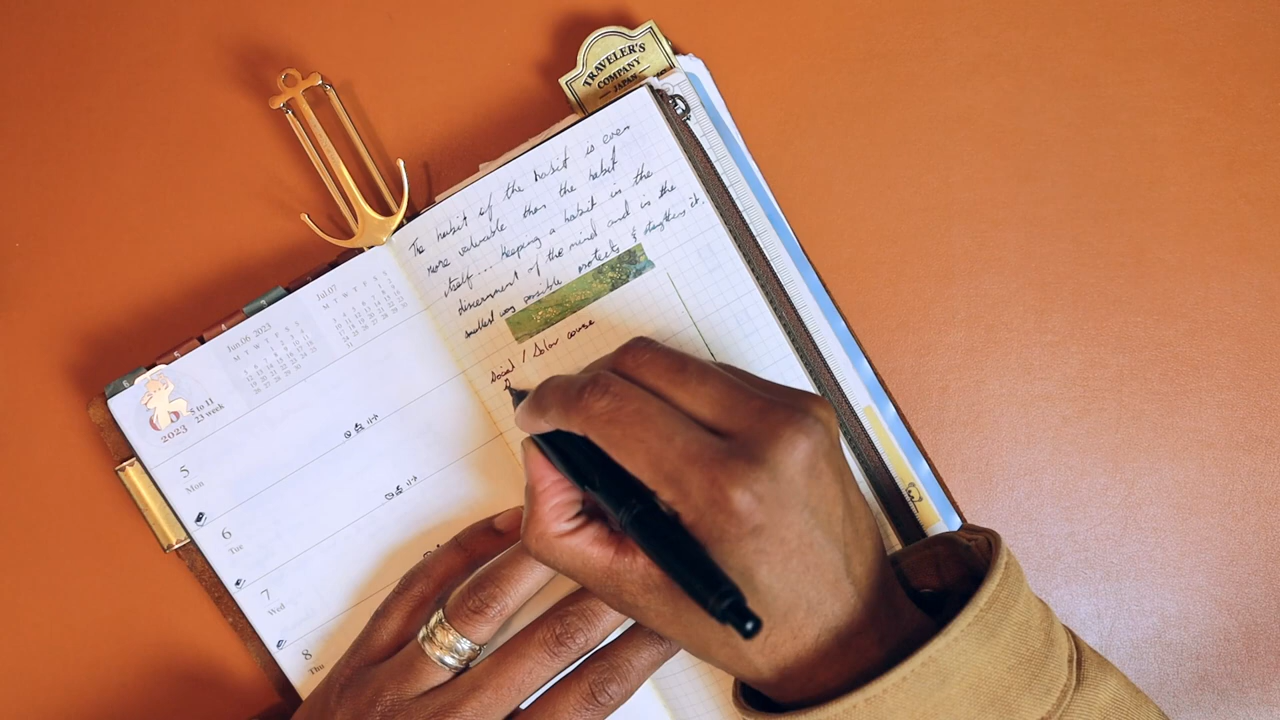 TRAVELER'S
COMPANY
JAPAN
The habit of the habit is even
more valuable than the habit
itself... keeping a habit in the
smallest way possible protects & strengthens it.
discernment of the mind and is the
Social / Solar course
Jun.06 2023
M T W T F S S
Jul.07
M T W T F S S
2023
5 to 11
23 week
5
Mon
6
Tue
7
Wed
8
Thu